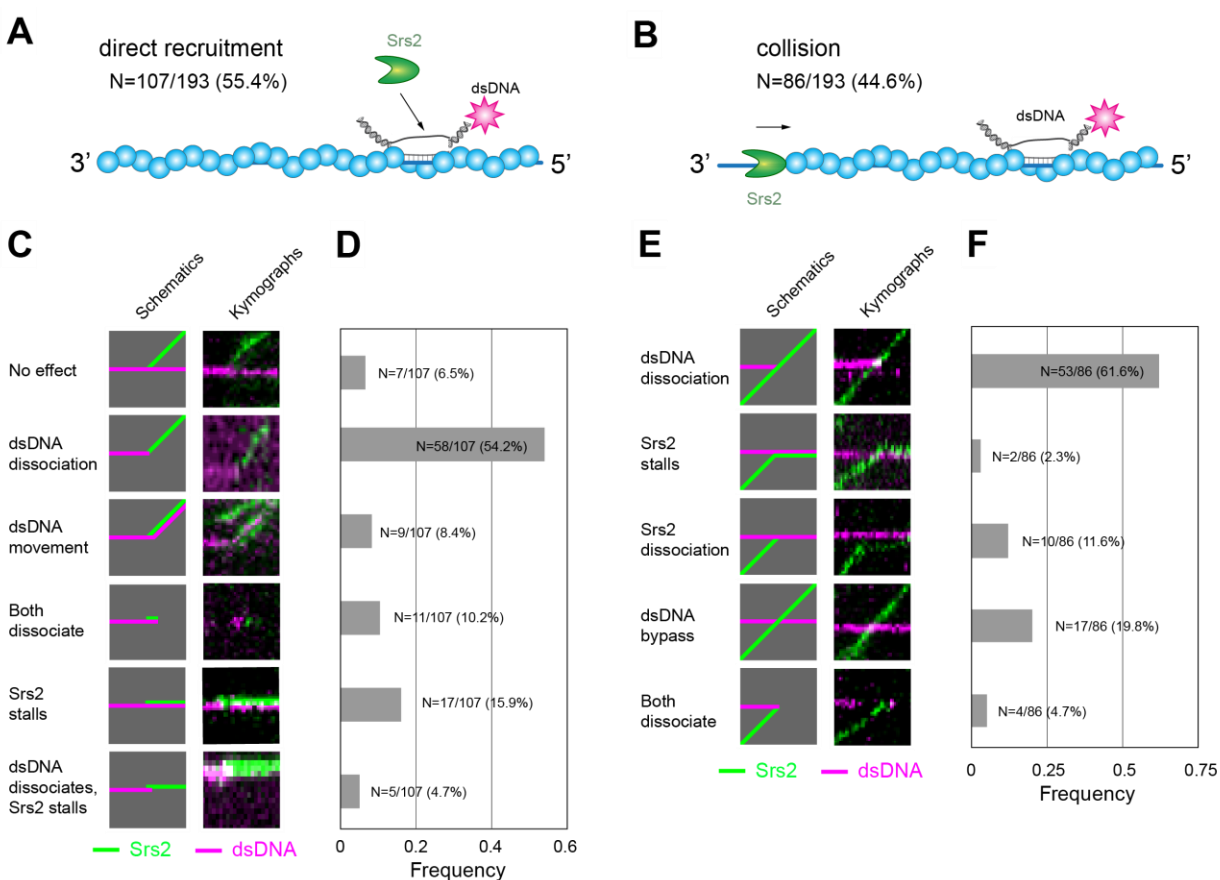 A
direct recruitment
N=107/193 (55.4%)
Srs2
dsDNA
3’
5’
B
collision
N=86/193 (44.6%)
dsDNA
3’
5’
Srs2
C
Schematics
Kymographs
No effect
dsDNA
dissociation
dsDNA
movement
Both
dissociate
Srs2
stalls
dsDNA
dissociates,
Srs2 stalls
Srs2
dsDNA
D
N=7/107 (6.5%)
N=58/107 (54.2%)
N=9/107 (8.4%)
N=11/107 (10.2%)
N=17/107 (15.9%)
N=5/107 (4.7%)
0 0.2 0.4 0.6
Frequency
E
Schematics
Kymographs
dsDNA
dissociation
Srs2
stalls
Srs2
dissociation
dsDNA
bypass
Both
dissociate
Srs2
dsDNA
F
N=53/86 (61.6%)
N=2/86 (2.3%)
N=10/86 (11.6%)
N=17/86 (19.8%)
N=4/86 (4.7%)
0 0.25 0.5 0.75
Frequency